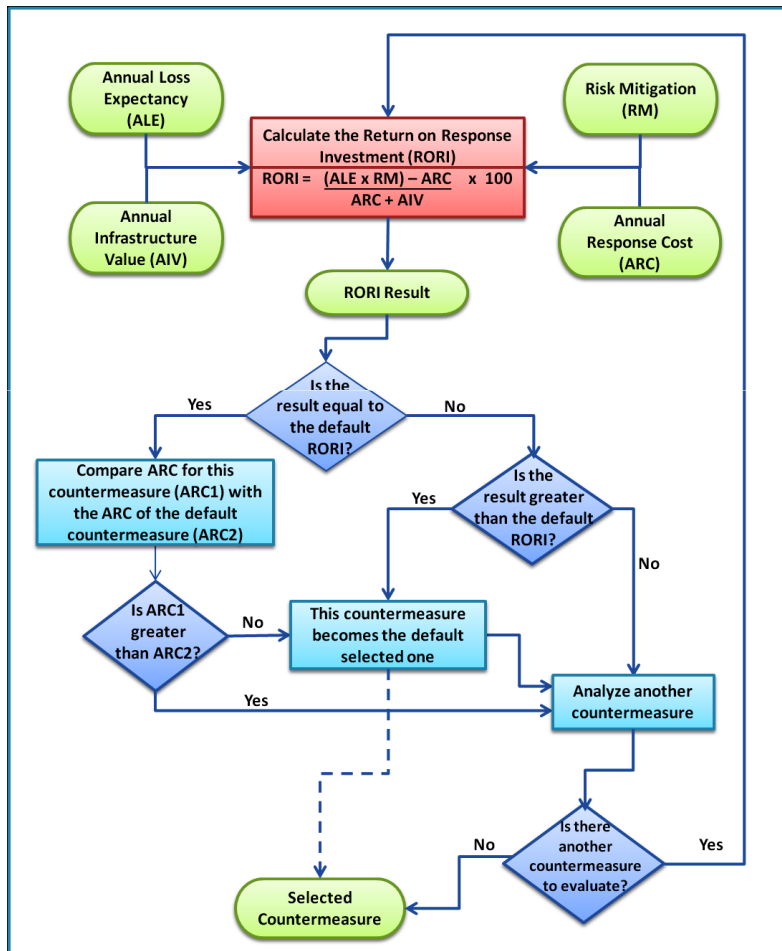 Annual Loss
Expectancy
(ALE)
Risk Mitigation
(RM)
Calculate the Return on Response
Investment (RORI)
RORI = (ALE x RM) – ARC x 100
ARC + AIV
Annual
Infrastructure
Value (AIV)
Annual
Response Cost
(ARC)
RORI Result
Is the
result equal to
the default
RORI?
Yes
No
Compare ARC for this
countermeasure (ARC1) with
the ARC of the default
countermeasure (ARC2)
Is the
result greater
than the default
RORI?
Yes
No
Is ARC1
greater
than ARC2?
No
Yes
This countermeasure
becomes the default
selected one
Analyze another
countermeasure
Is there
another
countermeasure
to evaluate?
No
Yes
Selected
Countermeasure